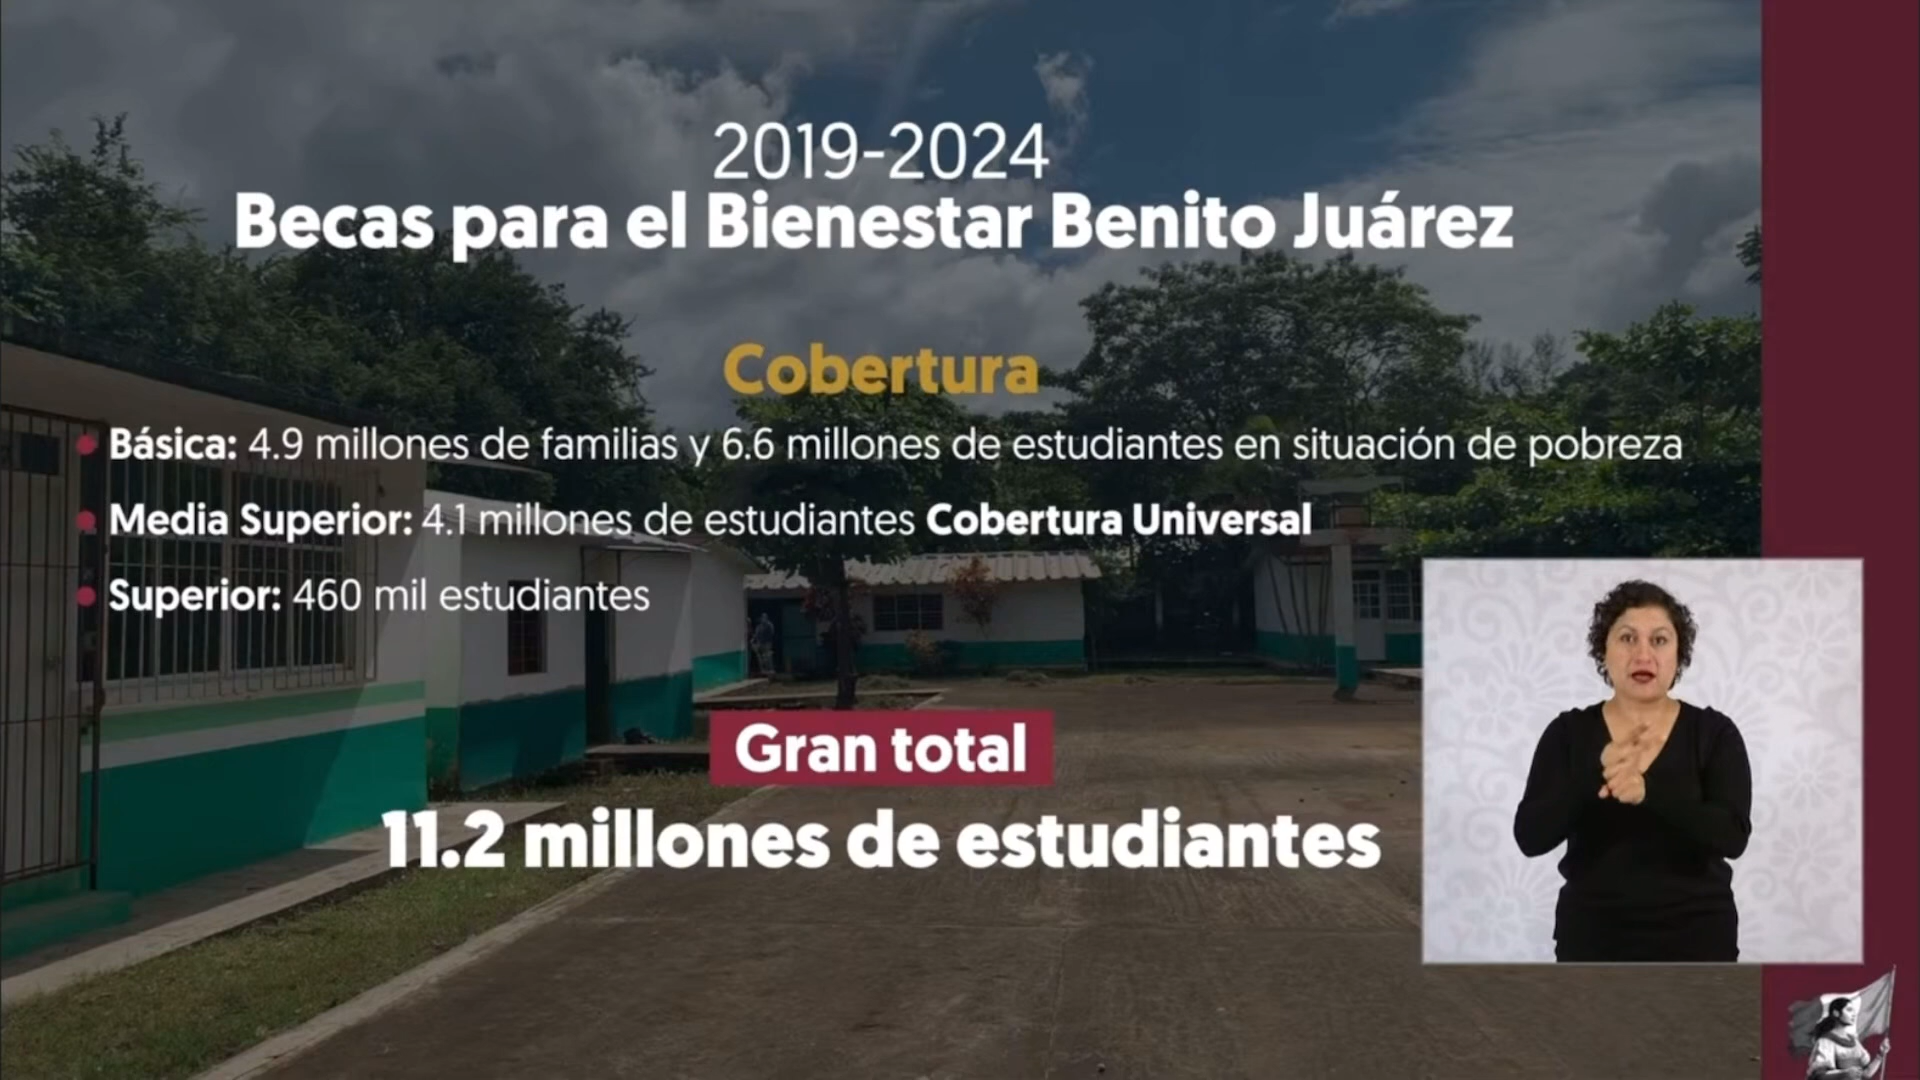 2019-2024
Becas para el Bienestar Benito Juárez
Cobertura
Básica: 4.9 millones de familias y 6.6 millones de estudiantes en situación de pobreza
Media Superior: 4.1 millones de estudiantes Cobertura Universal
Superior: 460 mil estudiantes
Gran total
11.2 millones de estudiantes